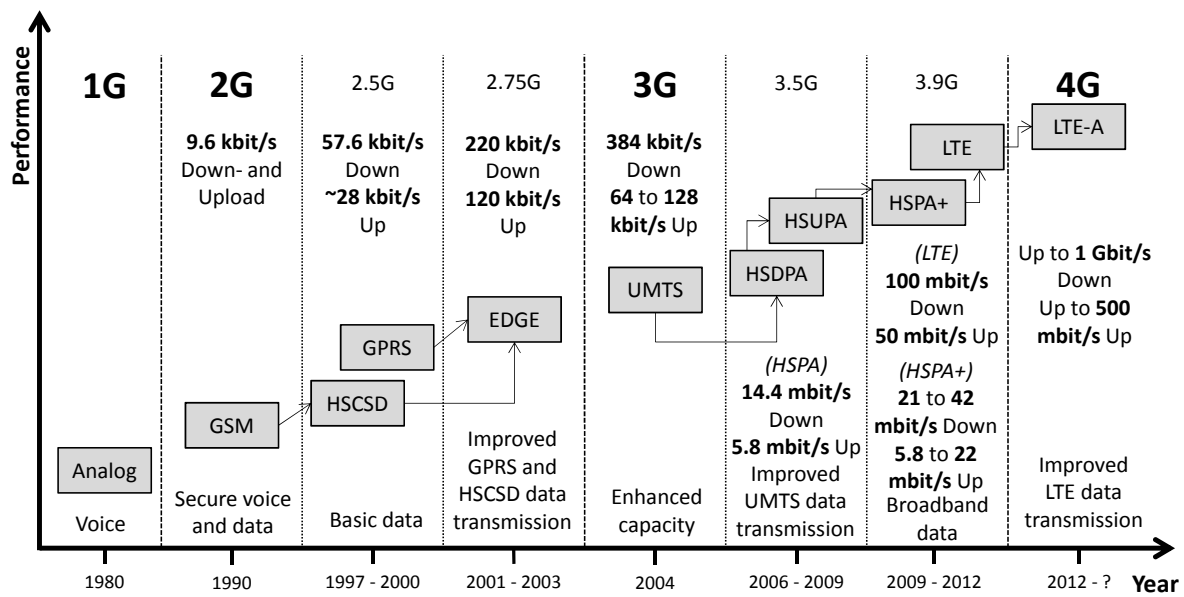 Performance
1G
Analog
Voice
1980
2G
9.6 kbit/s
Down- and
Upload
GSM
Secure voice
and data
1990
2.5G
57.6 kbit/s
Down
~28 kbit/s
Up
GPRS
HSCSD
Basic data
1997 - 2000
2.75G
220 kbit/s
Down
120 kbit/s
Up
EDGE
Improved
GPRS and
HSCSD data
transmission
2001 - 2003
3G
384 kbit/s
Down
64 to 128
kbit/s Up
UMTS
Enhanced
capacity
2004
3.5G
HSUPA
HSDPA
(HSPA)
14.4 mbit/s
Down
5.8 mbit/s Up
Improved
UMTS data
transmission
2006 - 2009
3.9G
LTE
HSPA+
(LTE)
100 mbit/s
Down
50 mbit/s Up
(HSPA+)
21 to 42
mbit/s Down
5.8 to 22
mbit/s Up
Broadband
data
2009 - 2012
4G
LTE-A
Up to 1 Gbit/s
Down
Up to 500
mbit/s Up
Improved
LTE data
transmission
2012 - ?
Year